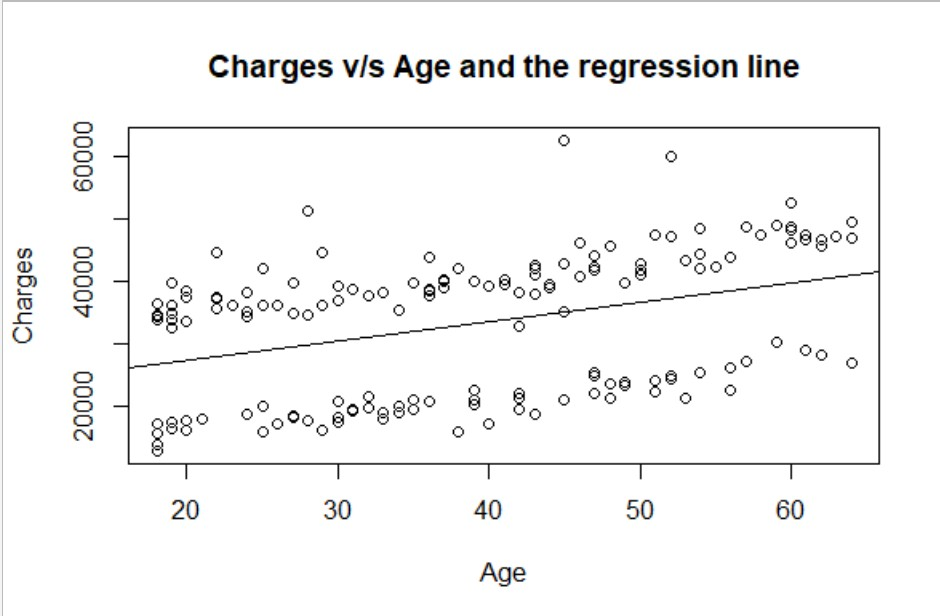 Charges v/s Age and the regression line
Charges
60000
40000
20000
20 30 40 50 60
Age